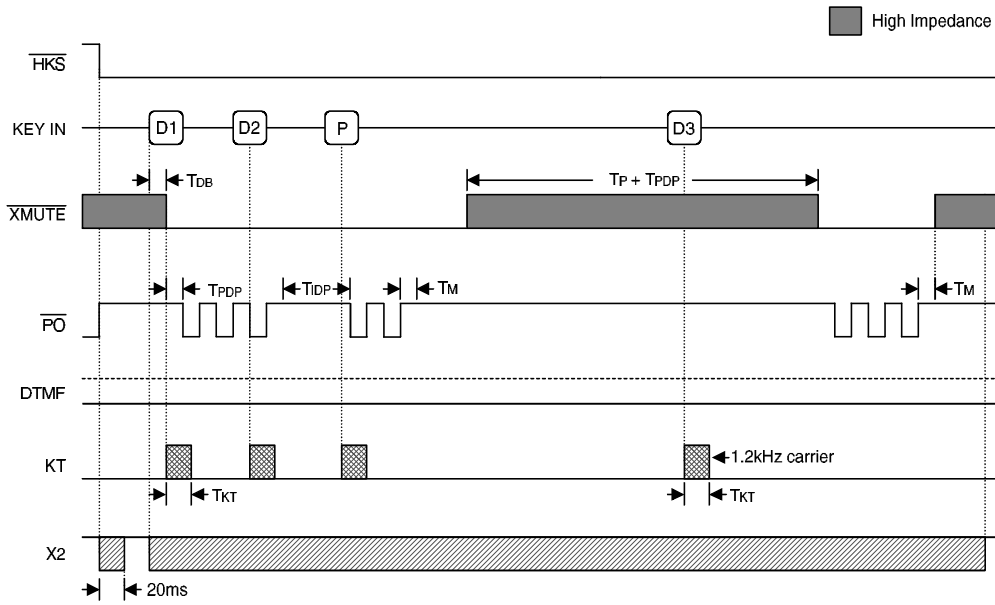 High Impedance
HKS
KEY IN D1 D2 P D3
TDB
TP + TPDP
XMUTE
TPDP TIDP TM TM
PO
DTMF
KT
1.2kHz carrier
TKT TKT
X2
20ms